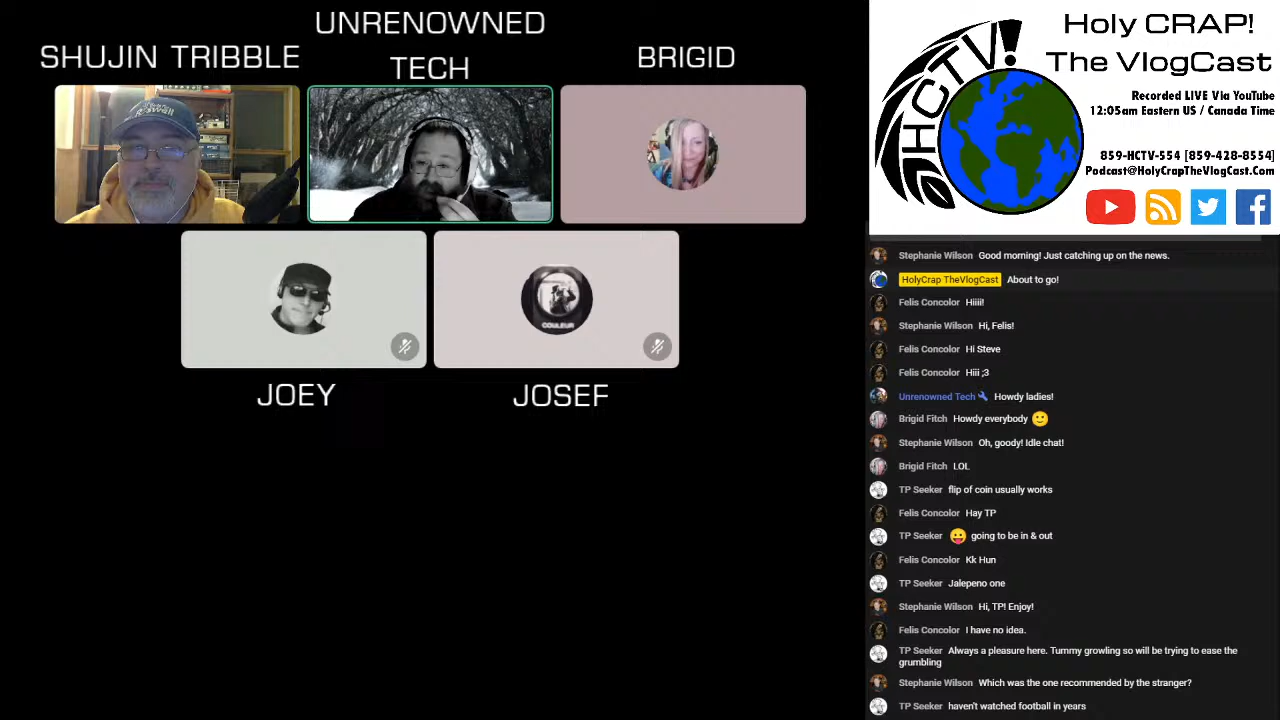 SHUJIN TRIBBLE
UNRENOWNED
TECH
BRIGID
JOEY
JOSEF
COULEUR
HCTV!
Holy CRAP!
The VlogCast
Recorded LIVE Via YouTube
12:05am Eastern US / Canada Time
859-HCTV-554 [859-428-8554]
Podcast@HolyCrapTheVlogCast.Com
Stephanie Wilson Good morning! Just catching up on the news.
HolyCrap TheVlogCast About to go!
Felis Concolor Hiiii!
Stephanie Wilson Hi, Felis!
Felis Concolor Hi Steve
Felis Concolor Hiii ;3
Unrenowned Tech Howdy ladies!
Brigid Fitch Howdy everybody 🙂
Stephanie Wilson Oh, goody! Idle chat!
Brigid Fitch LOL
TP Seeker flip of coin usually works
Felis Concolor Hay TP
TP Seeker 😛 going to be in & out
Felis Concolor Kk Hun
TP Seeker Jalepeno one
Stephanie Wilson Hi, TP! Enjoy!
Felis Concolor I have no idea.
TP Seeker Always a pleasure here. Tummy growling so will be trying to ease the
grumbling
Stephanie Wilson Which was the one recommended by the stranger?
TP Seeker haven't watched football in years